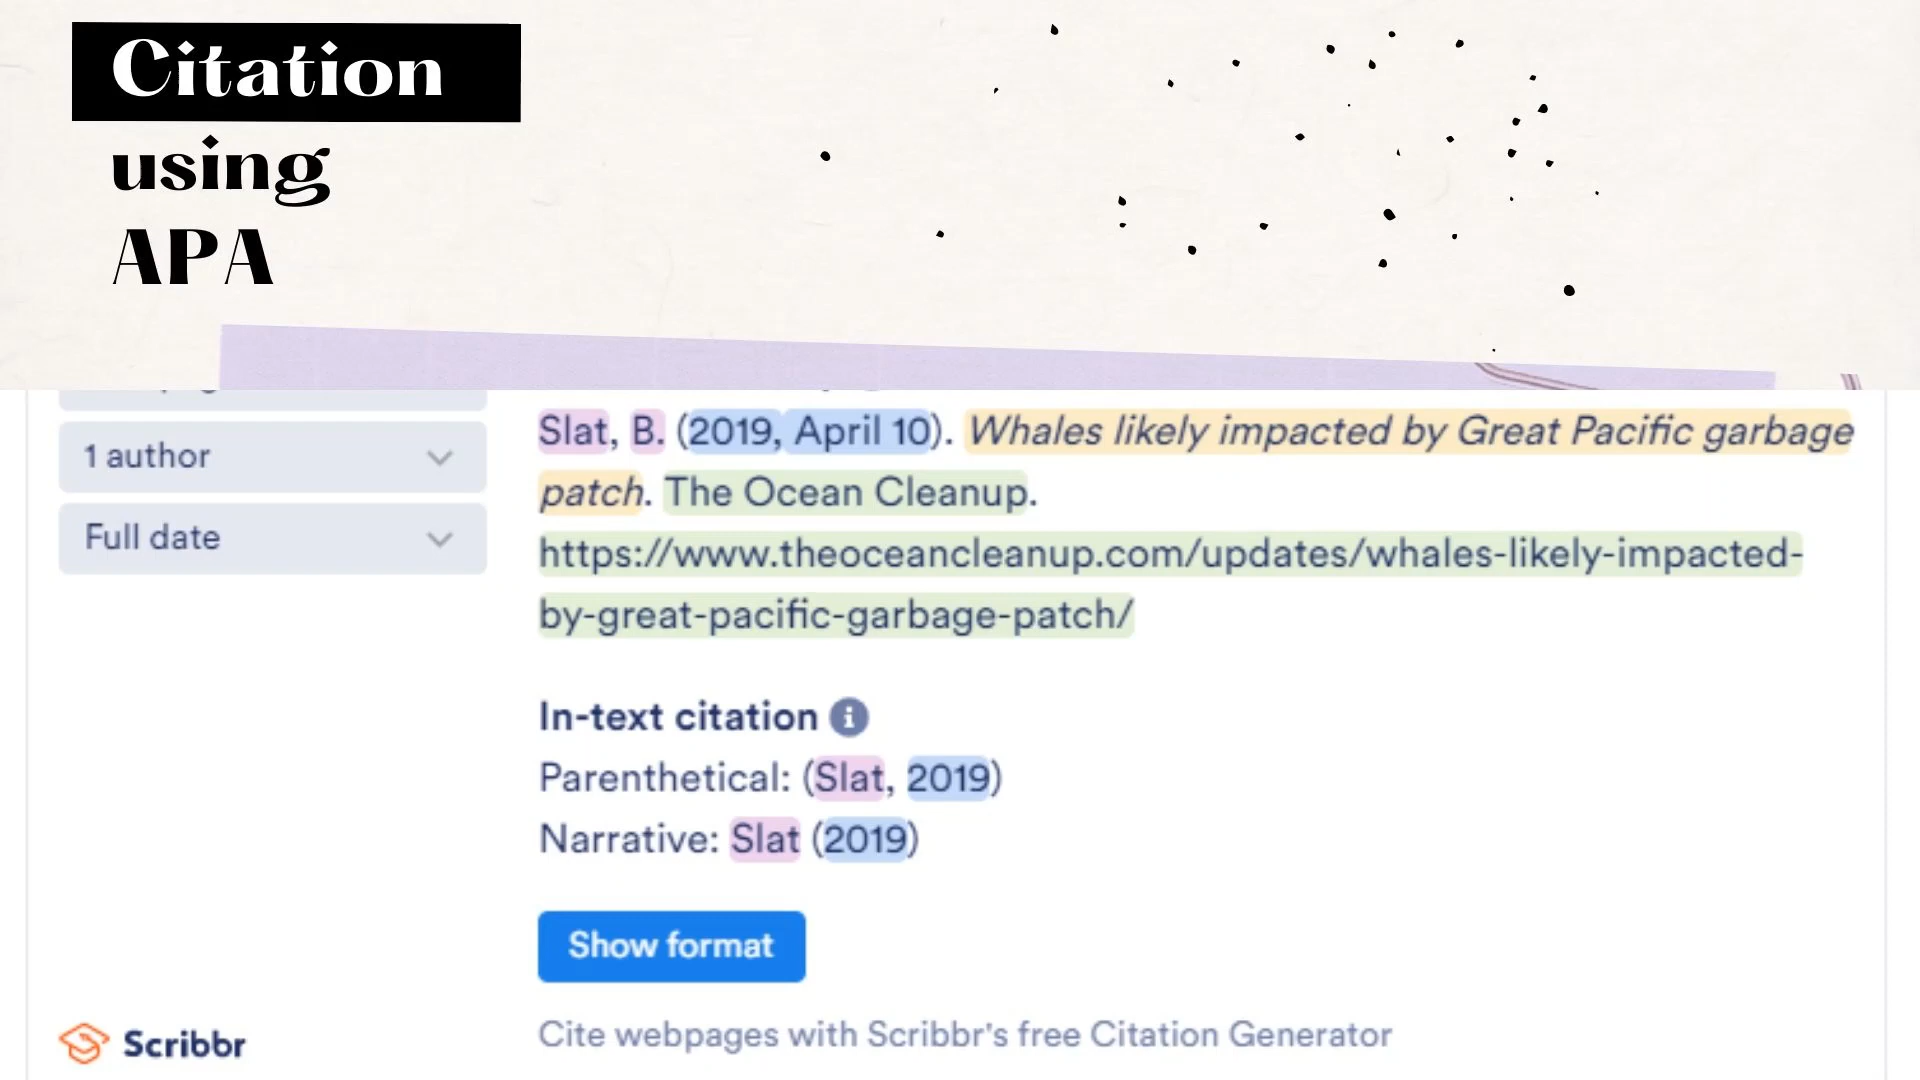 Citation
using
APA
1 author
Full date
Slat, B. (2019, April 10). Whales likely impacted by Great Pacific garbage
patch. The Ocean Cleanup.
https://www.theoceancleanup.com/updates/whales-likely-impacted-
by-great-pacific-garbage-patch/
In-text citation
Parenthetical: (Slat, 2019)
Narrative: Slat (2019)
Show format
Scribbr
Cite webpages with Scribbr's free Citation Generator